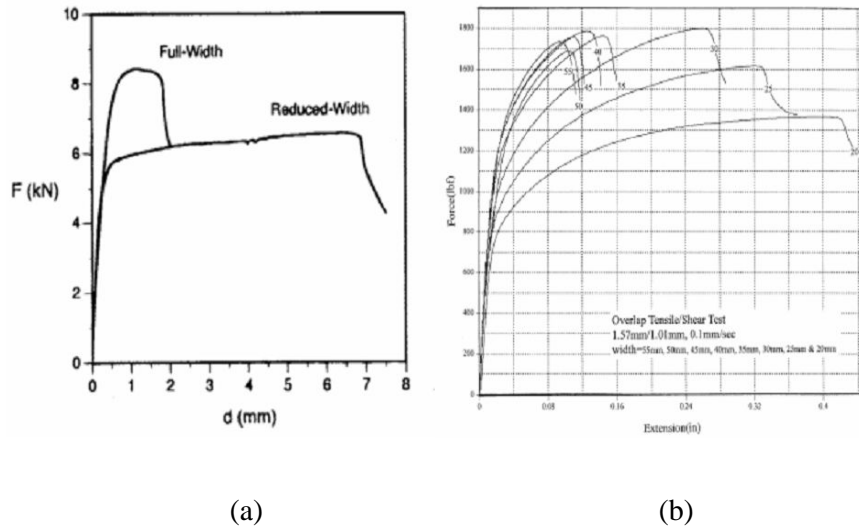 10
8
6
4
2
0
F (kN)
Full-Width
Reduced-Width
0 1 2 3 4 5 6 7 8
d (mm)
1800
1600
1400
1200
1000
800
600
400
200
0
Force(lbf)
55
50
45
40
35
30
25
20
Overlap Tensile/Shear Test
1.57mm/1.01mm, 0.1mm/sec
width=55mm, 50mm, 45mm, 40mm, 35mm, 30mm, 25mm & 20mm
0 0.08 0.16 0.24 0.32 0.4
Extension(in)
(a) (b)